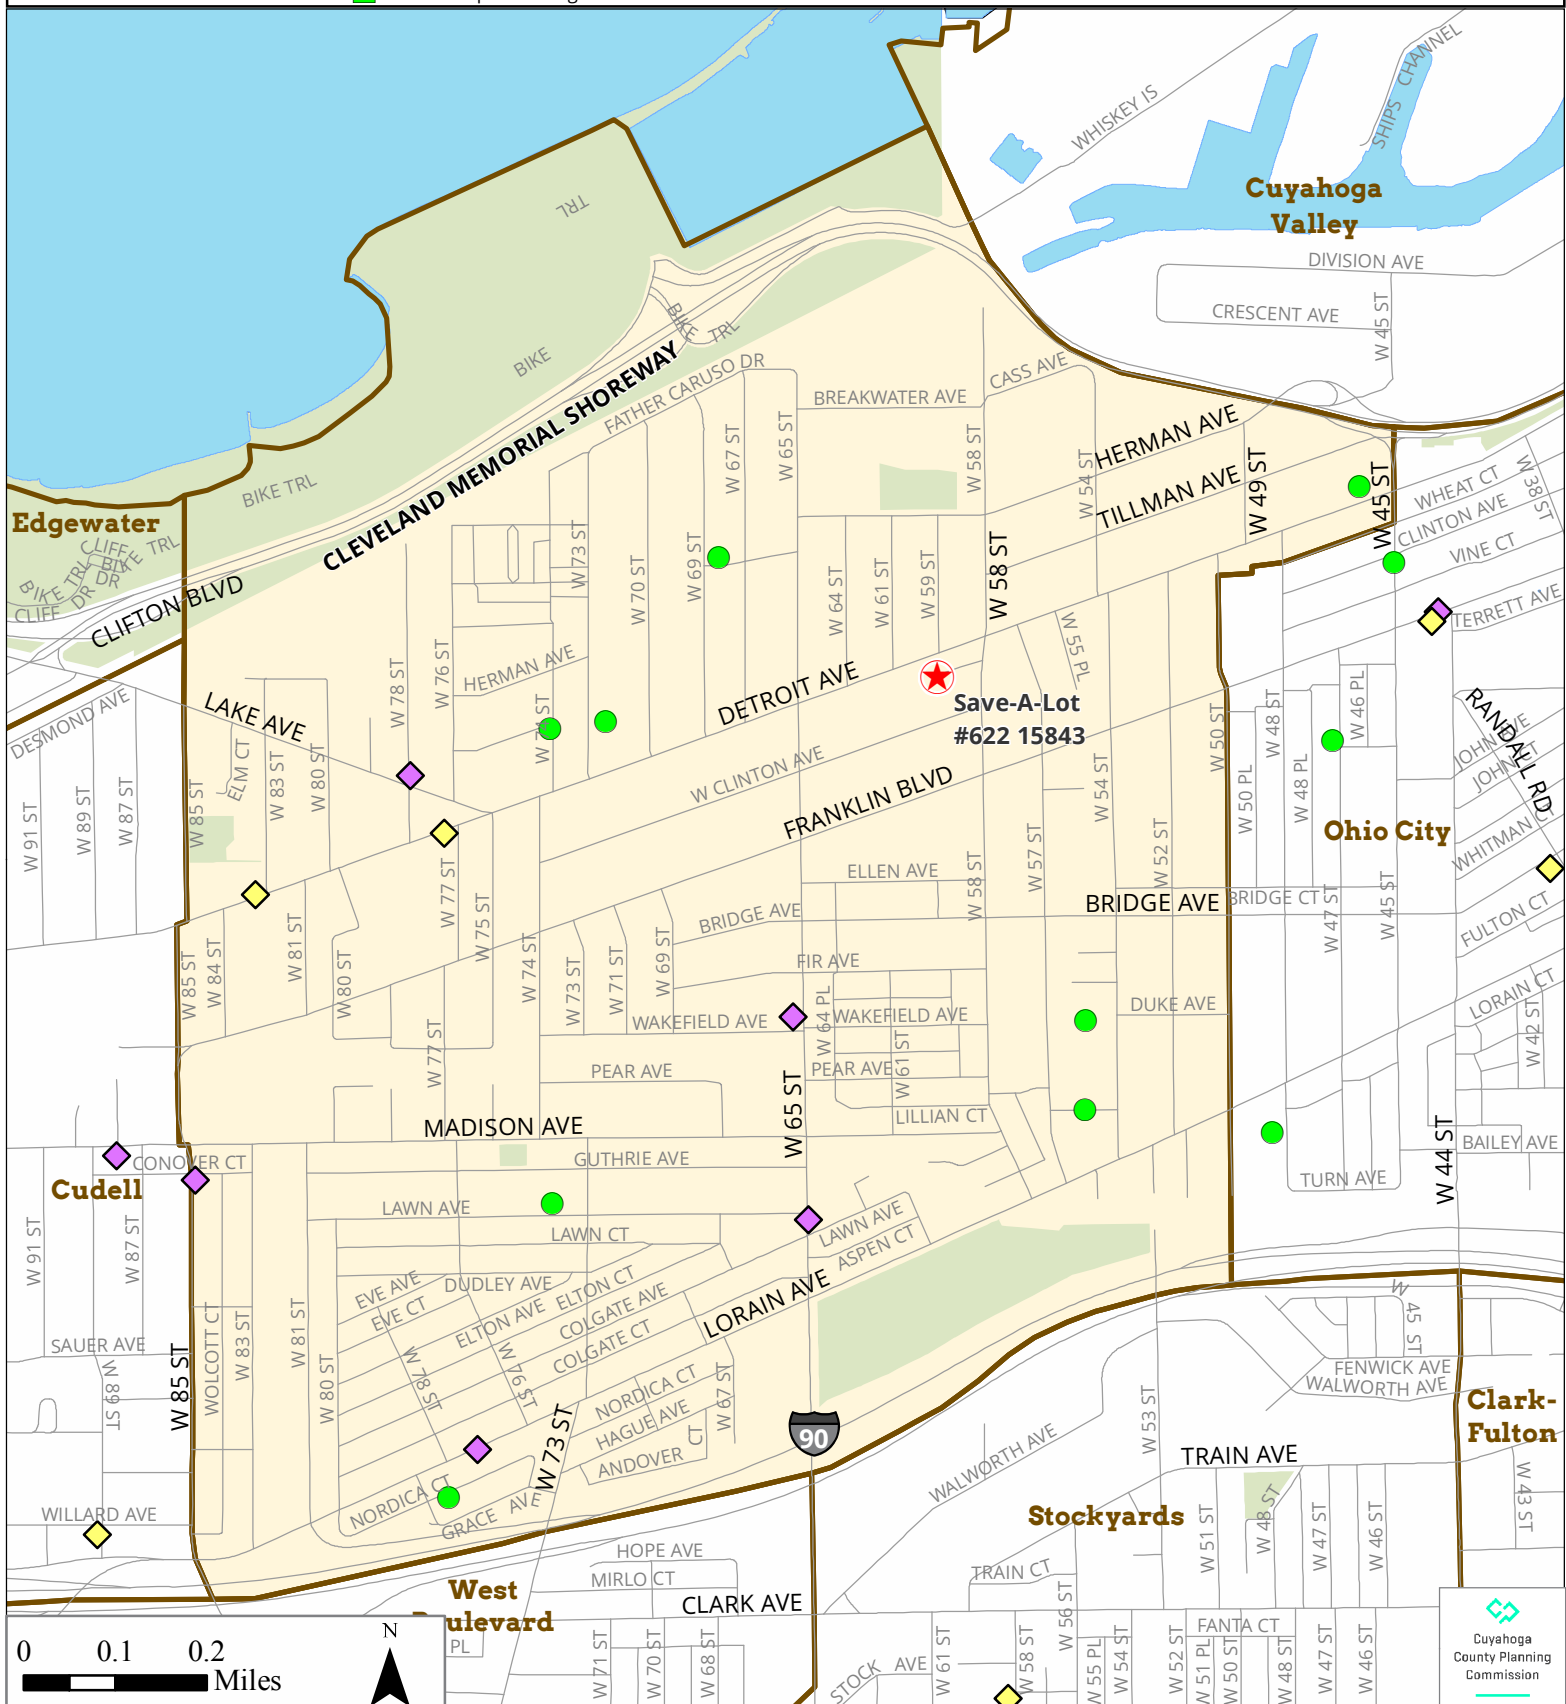 WHISKEY IS
SHIPS CHANNEL
Cuyahoga
Valley
DIVISION AVE
CRESCENT AVE
W 45 ST
TRL
BIKE
BIKE TRL
BIKE TRL
CLEVELAND MEMORIAL SHOREWAY
FATHER CARUSO DR
BREAKWATER AVE
CASS AVE
HERMAN AVE
TILLMAN AVE
W 49 ST
W 45 ST
W 67 ST
W 65 ST
W 58 ST
W 54 ST
WHEAT CT
W 38 ST
CLINTON AVE
VINE CT
TERRETT AVE
Edgewater
CLIFF
DR
BIKE TRL
BIKE TRL
CLIFF DR
CLIFTON BLVD
W 73 ST
W 70 ST
W 69 ST
W 64 ST
W 61 ST
W 59 ST
W 58 ST
W 55 PL
DESMOND AVE
LAKE AVE
W 78 ST
W 76 ST
HERMAN AVE
W 74 ST
DETROIT AVE
Save-A-Lot
#622 15843
W CLINTON AVE
FRANKLIN BLVD
W 50 ST
W 48 ST
W 46 PL
RANDALL RD
JOHN AVE
JOHN CT
WHITMAN CT
W 91 ST
W 89 ST
W 87 ST
W 85 ST
ELM CT
W 83 ST
W 80 ST
W 54 ST
W 50 PL
W 48 PL
Ohio City
W 77 ST
W 75 ST
ELLEN AVE
W 58 ST
W 57 ST
W 52 ST
BRIDGE AVE
BRIDGE AVE
BRIDGE CT
W 47 ST
W 45 ST
FULTON CT
LORAIN CT
W 42 ST
W 85 ST
W 84 ST
W 81 ST
W 80 ST
W 74 ST
W 73 ST
W 71 ST
W 69 ST
FIR AVE
W 64 PL
WAKEFIELD AVE
WAKEFIELD AVE
DUKE AVE
W 77 ST
PEAR AVE
PEAR AVE
W 61 ST
W 65 ST
LILLIAN CT
MADISON AVE
GUTHRIE AVE
CONOVER CT
Cudell
W 44 ST
BAILEY AVE
TURN AVE
W 91 ST
W 87 ST
LAWN AVE
LAWN CT
LAWN AVE
ASPEN CT
EVE AVE
EVE CT
DUDLEY AVE
ELTON CT
ELTON AVE
COLGATE AVE
COLGATE CT
LORAIN AVE
SAUER AVE
W 89 ST
W 85 ST
WOLCOTT CT
W 83 ST
W 81 ST
W 80 ST
W 78 ST
W 76 ST
NORDICA CT
HAGUE AVE
ANDOVER CT
W 67 ST
W 73 ST
90
W 45 ST
FENWICK AVE
WALWORTH AVE
Clark-
Fulton
W 53 ST
WALWORTH AVE
TRAIN AVE
NORDICA CT
GRACE AVE
WILLARD AVE
Stockyards
W 51 ST
W 48 ST
W 47 ST
W 46 ST
W 43 ST
HOPE AVE
MIRLO CT
CLARK AVE
West
oulevard
TRAIN CT
W 56 ST
FANTA CT
PL
W 71 ST
W 70 ST
W 68 ST
STOCK AVE
W 61 ST
W 58 ST
W 55 PL
W 54 ST
W 52 ST
W 51 PL
W 50 ST
W 48 ST
W 47 ST
W 46 ST
0 0.1 0.2
Miles
N
Cuyahoga
County Planning
Commission